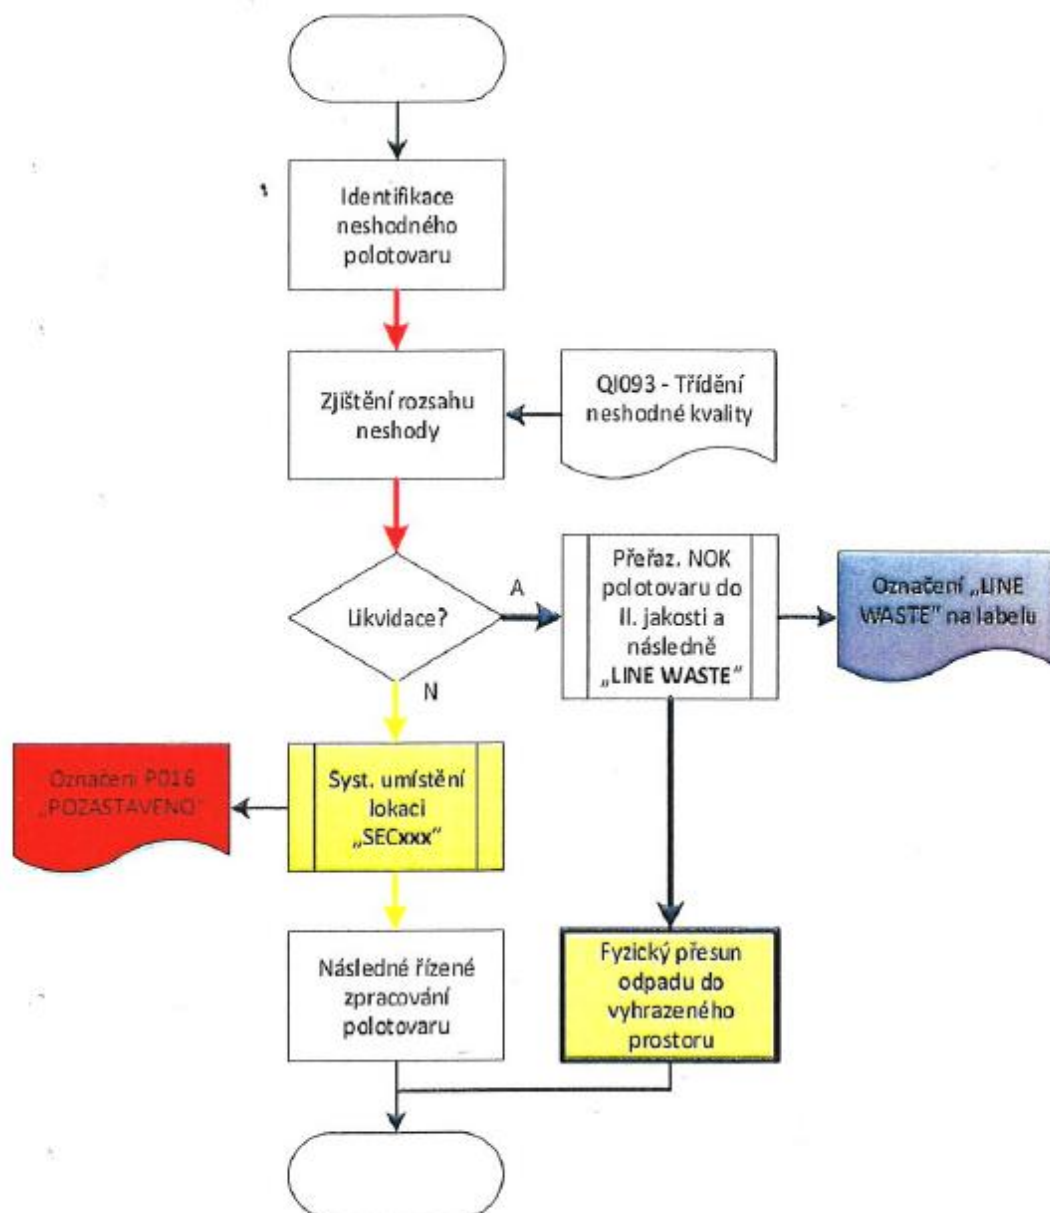 Identifikace
neshodného
polotovaru
Zjištění rozsahu
neshody
QI093 - Třídění
neshodné kvality
Likvidace?
A
N
Přeřaz. NOK
polotovaru do
II. jakosti a
následně
„LINE WASTE"
Označení „LINE
WASTE" na labelu
Označení P016
„POZASTAVENO"
Syst. umístění
lokaci
„SECxxx"
Následné řízené
zpracování
polotovaru
Fyzický přesun
odpadu do
vyhrazeného
prostoru